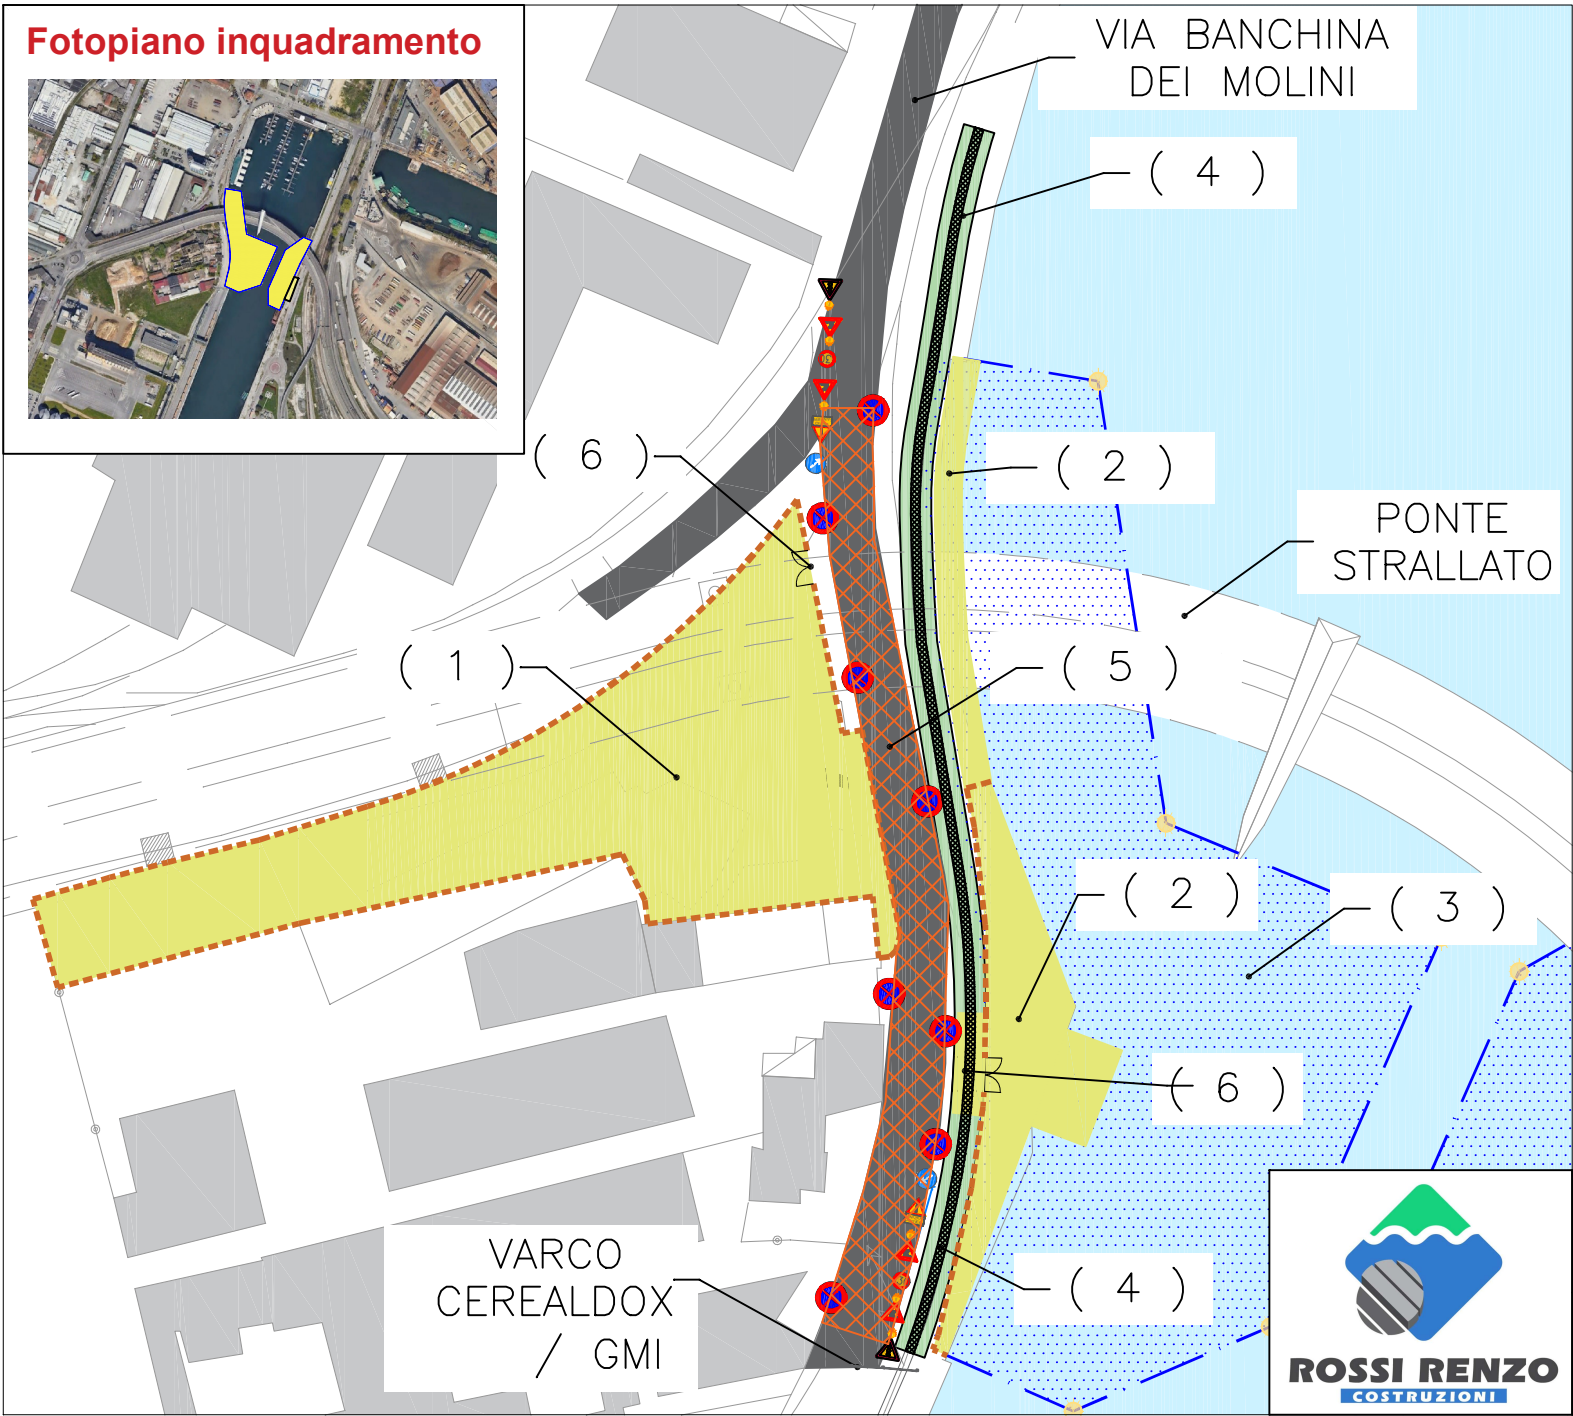 Fotopiano inquadramento
VIA BANCHINA
DEI MOLINI
( 4 )
( 6 )
( 2 )
PONTE
STRALLATO
( 1 )
( 5 )
( 2 )
( 3 )
( 6 )
VARCO
CEREALDOX
/ GMI
( 4 )
ROSSI RENZO
COSTRUZIONI